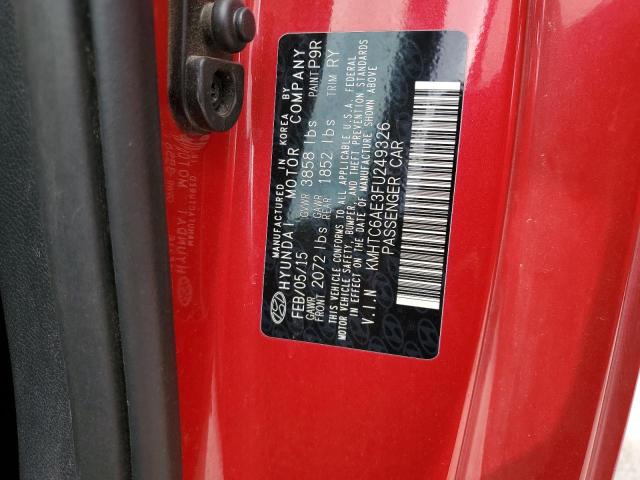 MANUFACTURED IN KOREA BY
HYUNDAI MOTOR COMPANY
FEB/05/15 GVWR 3858 lbs PAINT P9R
GAWR FRONT 2072 lbs GAWR REAR 1852 lbs TRIM RY
THIS VEHICLE CONFORMS TO ALL APPLICABLE U.S.A. FEDERAL
MOTOR VEHICLE SAFETY, BUMPER, AND THEFT PREVENTION STANDARDS
IN EFFECT ON THE DATE OF MANUFACTURE SHOWN ABOVE
V.I.N KMHTC6AE3FU249326
PASSENGER CAR